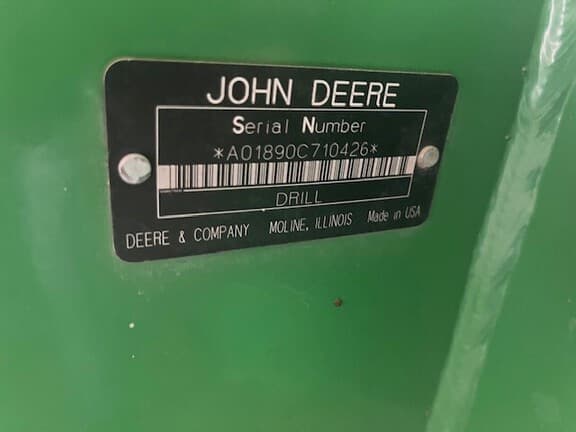 JOHN DEERE
Serial Number
*A01890C710426*
DRILL
DEERE & COMPANY MOLINE, ILLINOIS Made in USA